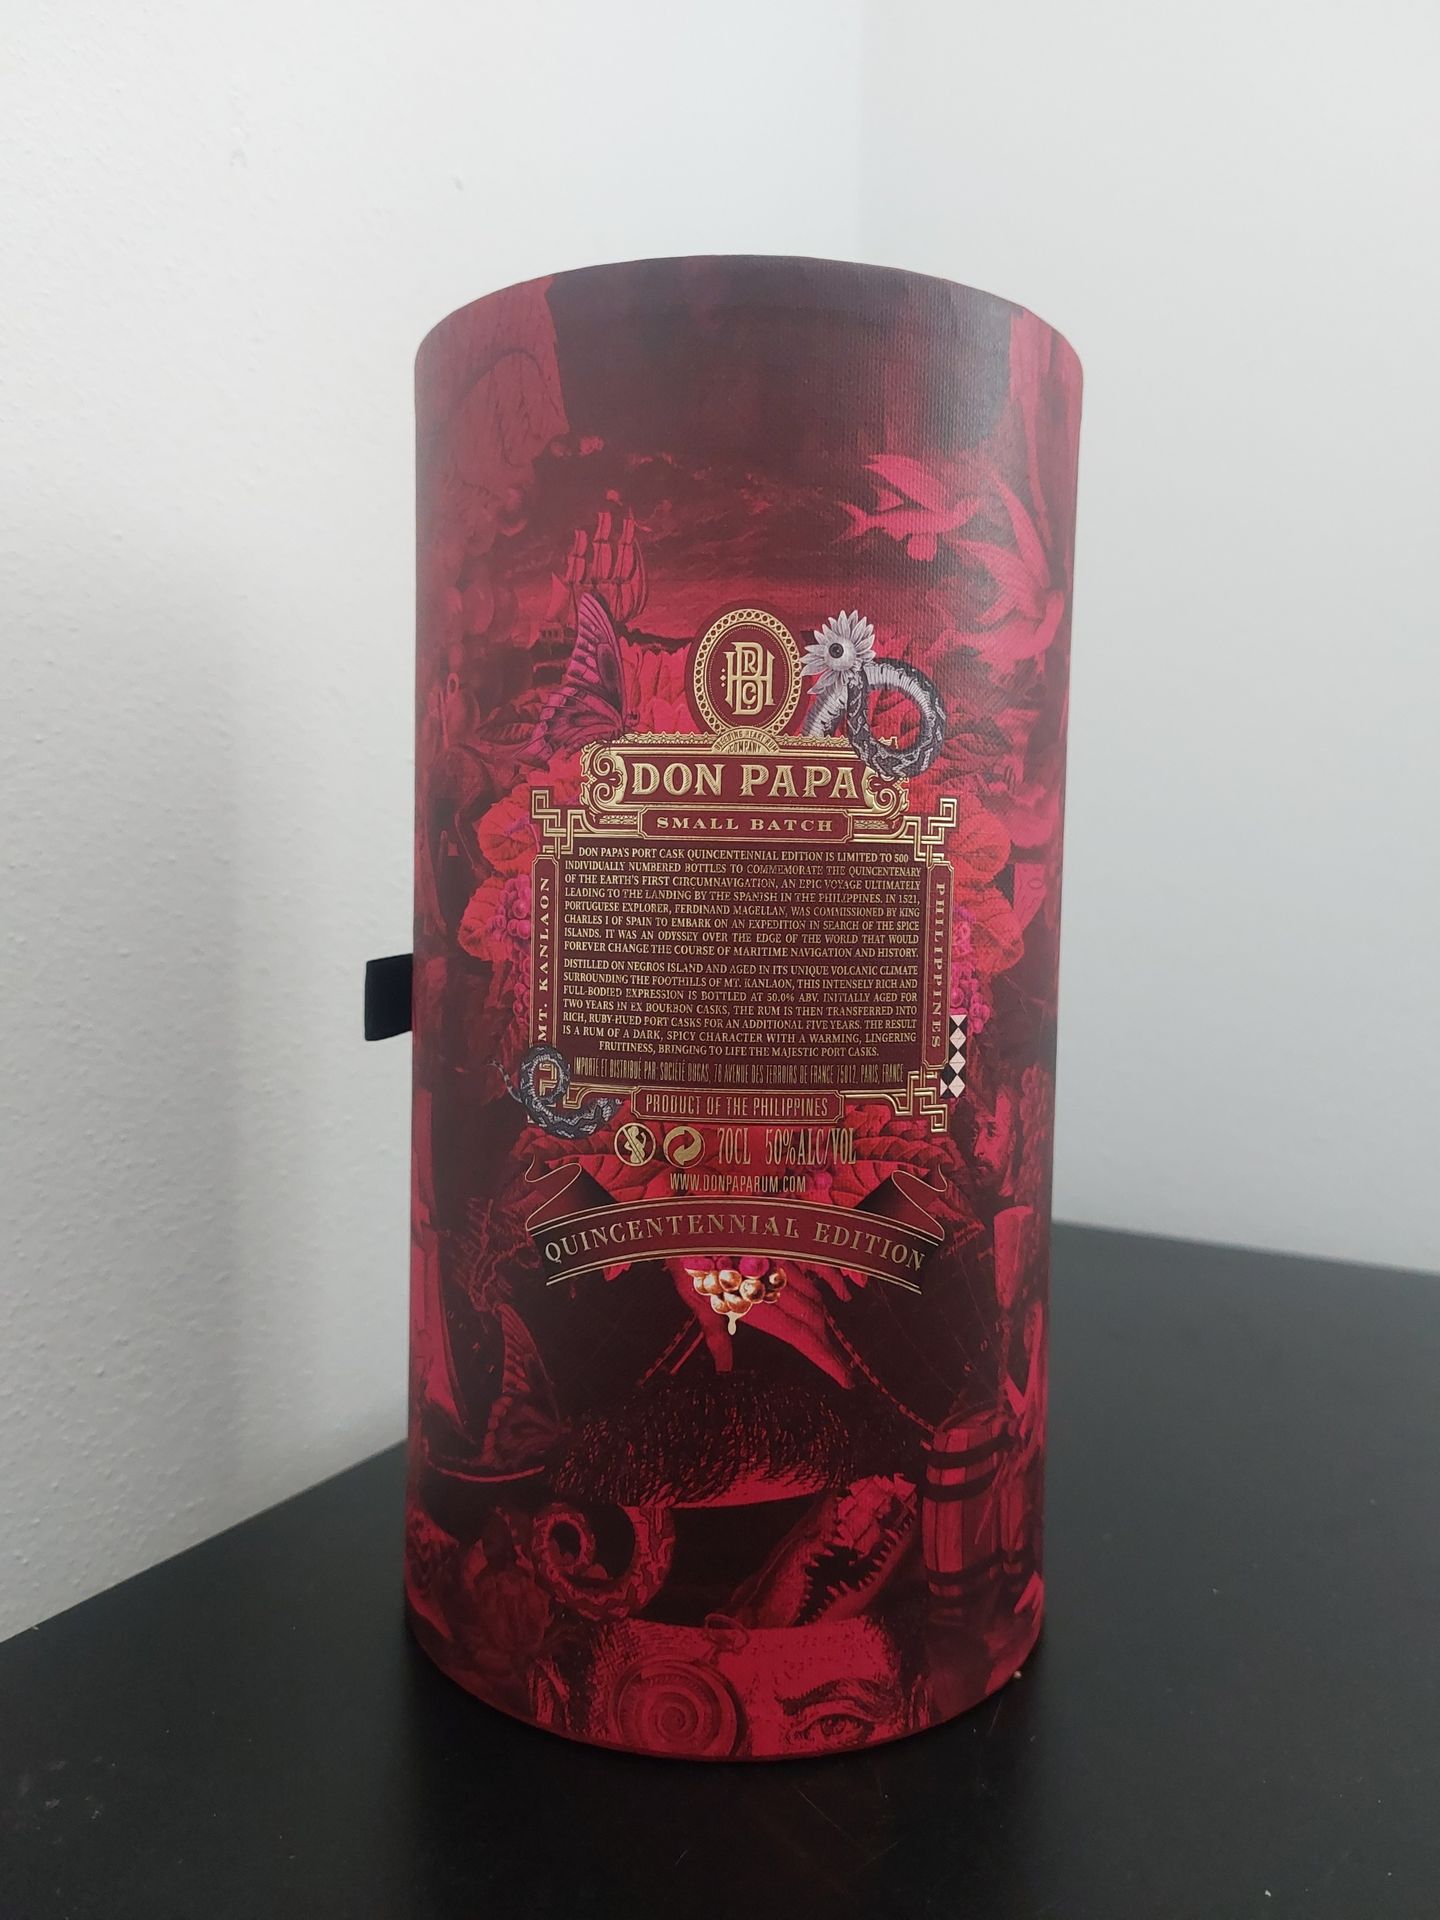 DRC
BH
BLEEDING HEART RUM
COMPANY
DON PAPA
SMALL BATCH
MT. KANLAON
DON PAPA'S PORT CASK QUINCENTENNIAL EDITION IS LIMITED TO 500
INDIVIDUALLY NUMBERED BOTTLES TO COMMEMORATE THE QUINCENTENARY
OF THE EARTH'S FIRST CIRCUMNAVIGATION, AN EPIC VOYAGE ULTIMATELY
LEADING TO THE LANDING BY THE SPANISH IN THE PHILIPPINES. IN 1521,
PORTUGUESE EXPLORER, FERDINAND MAGELLAN, WAS COMMISSIONED BY KING
CHARLES I OF SPAIN TO EMBARK ON AN EXPEDITION IN SEARCH OF THE SPICE
ISLANDS. IT WAS AN ODYSSEY OVER THE EDGE OF THE WORLD THAT WOULD
FOREVER CHANGE THE COURSE OF MARITIME NAVIGATION AND HISTORY.
DISTILLED ON NEGROS ISLAND AND AGED IN ITS UNIQUE VOLCANIC CLIMATE
SURROUNDING THE FOOTHILLS OF MT. KANLAON, THIS INTENSELY RICH AND
FULL-BODIED EXPRESSION IS BOTTLED AT 50.0% ABV. INITIALLY AGED FOR
TWO YEARS IN EX BOURBON CASKS, THE RUM IS THEN TRANSFERRED INTO
RICH, RUBY-HUED PORT CASKS FOR AN ADDITIONAL FIVE YEARS. THE RESULT
IS A RUM OF A DARK, SPICY CHARACTER WITH A WARMING, LINGERING
FRUITINESS, BRINGING TO LIFE THE MAJESTIC PORT CASKS.
IMPORTÉ ET DISTRIBUÉ PAR: SOCIÉTÉ DUGAS, 79 AVENUE DES TERROIRS DE FRANCE 75012, PARIS, FRANCE
PHILIPPINES
PRODUCT OF THE PHILIPPINES
70CL 50%ALC/VOL
WWW.DONPAPARUM.COM
QUINCENTENNIAL EDITION